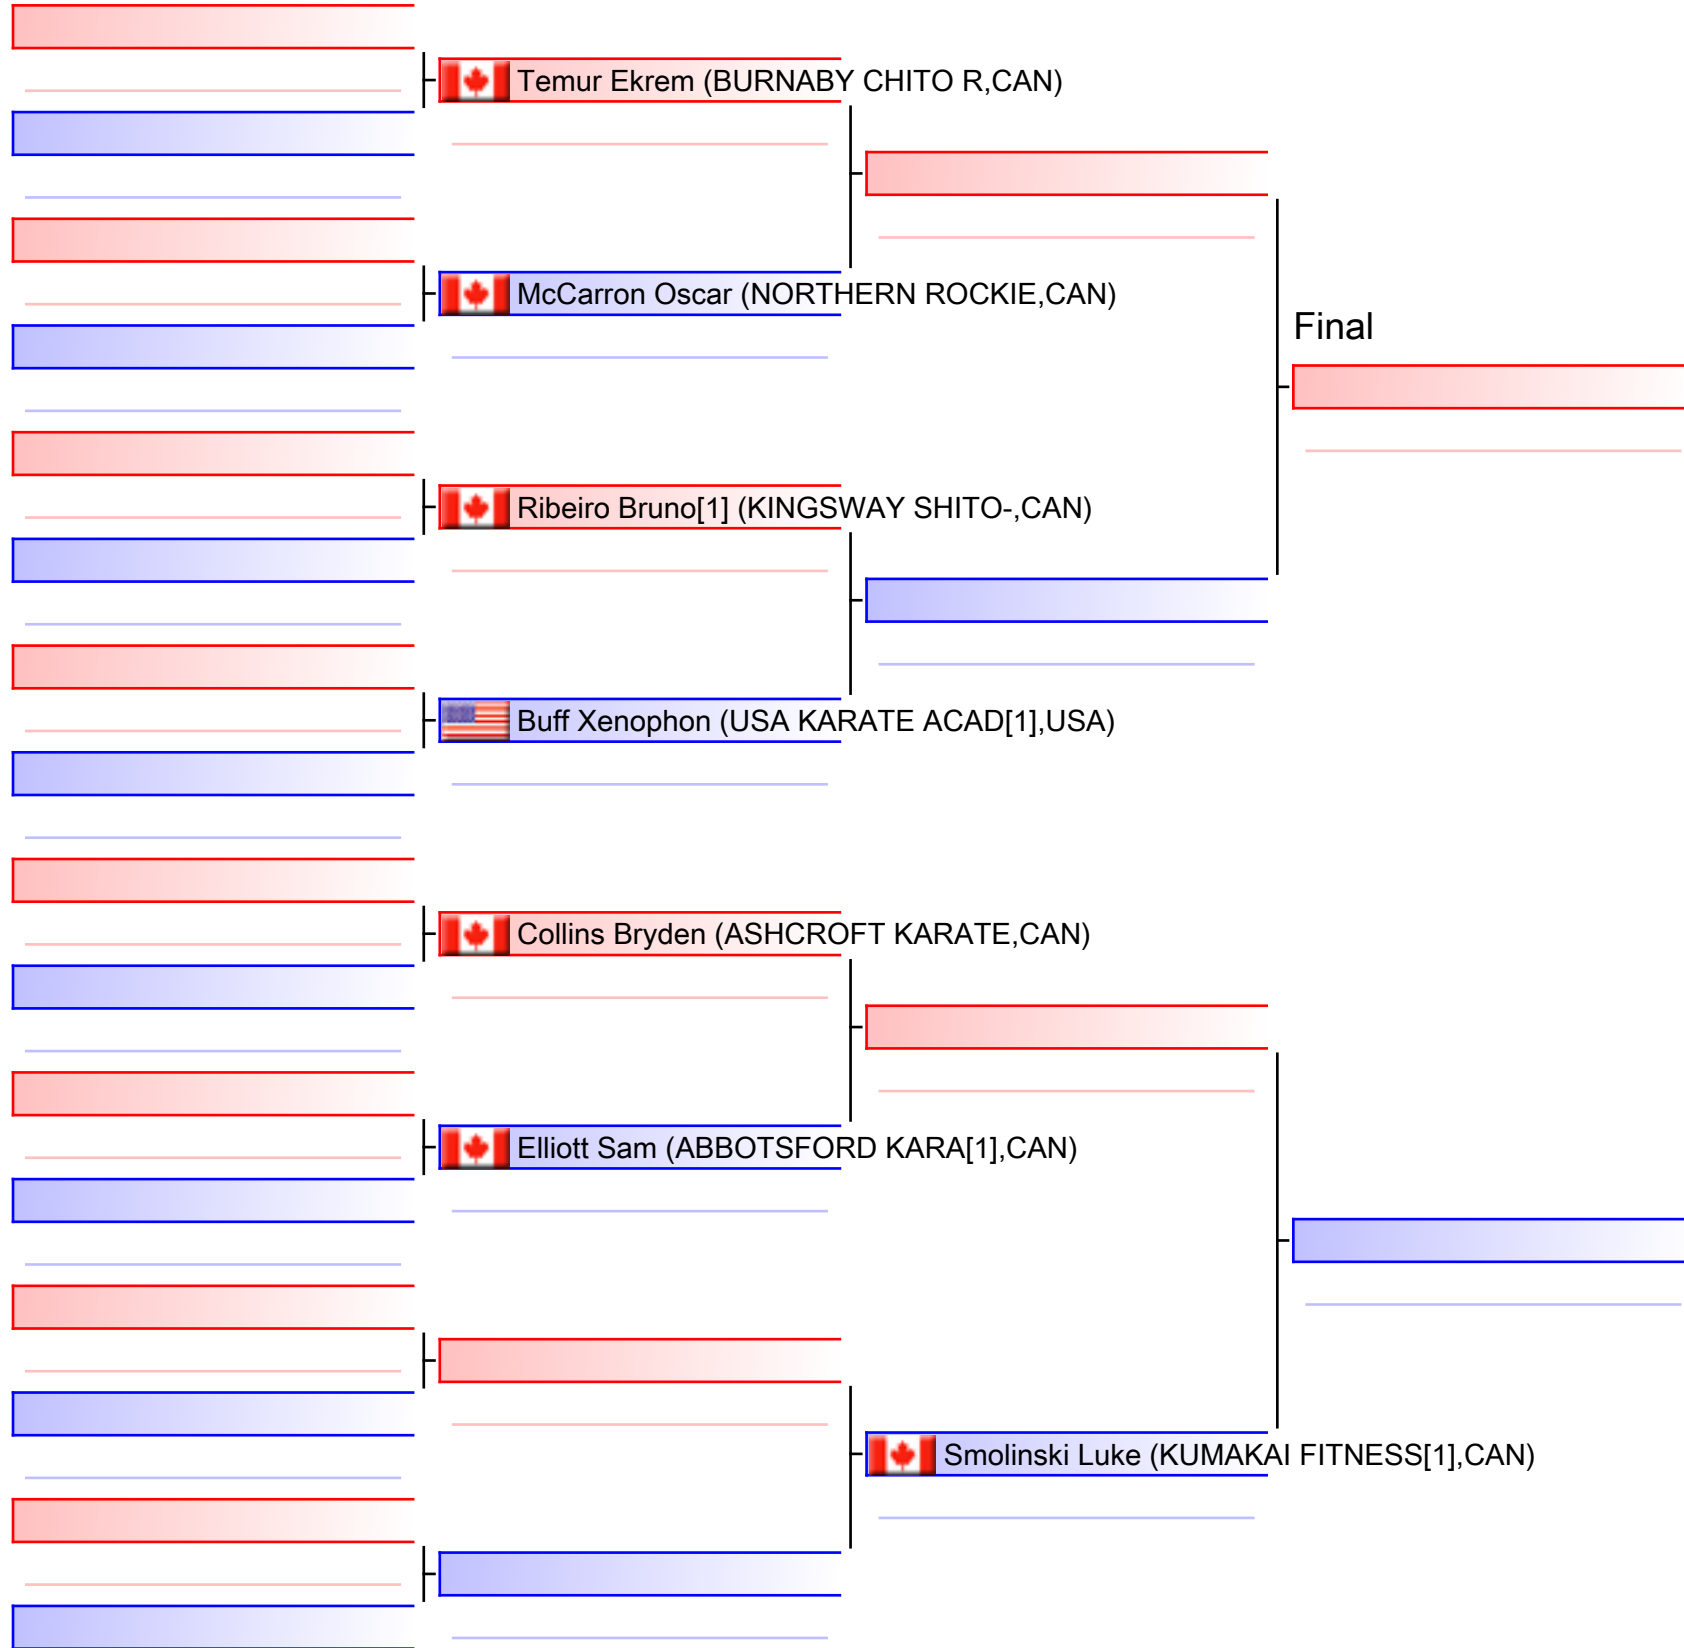 Temur Ekrem (BURNABY CHITO R,CAN)
McCarron Oscar (NORTHERN ROCKIE,CAN)
Final
Ribeiro Bruno[1] (KINGSWAY SHITO-,CAN)
Buff Xenophon (USA KARATE ACAD[1],USA)
Collins Bryden (ASHCROFT KARATE,CAN)
Elliott Sam (ABBOTSFORD KARA[1],CAN)
Smolinski Luke (KUMAKAI FITNESS[1],CAN)